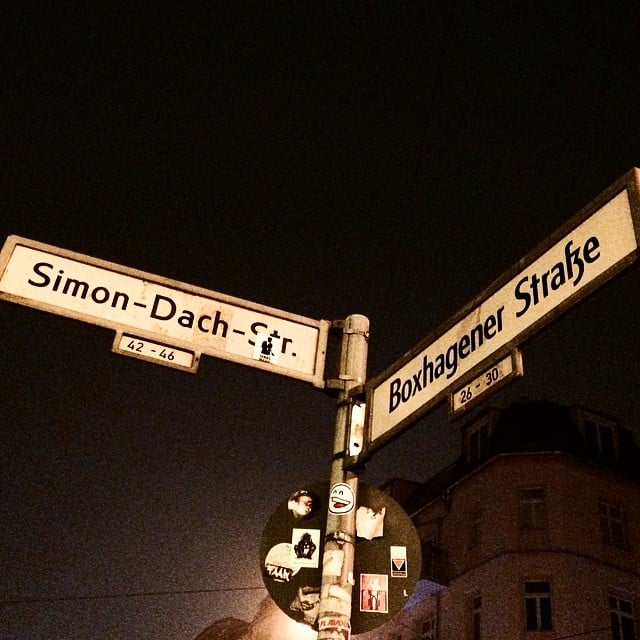 Simon-Dach-Str.
42 - 46
Boxhagener Straße
26 - 30